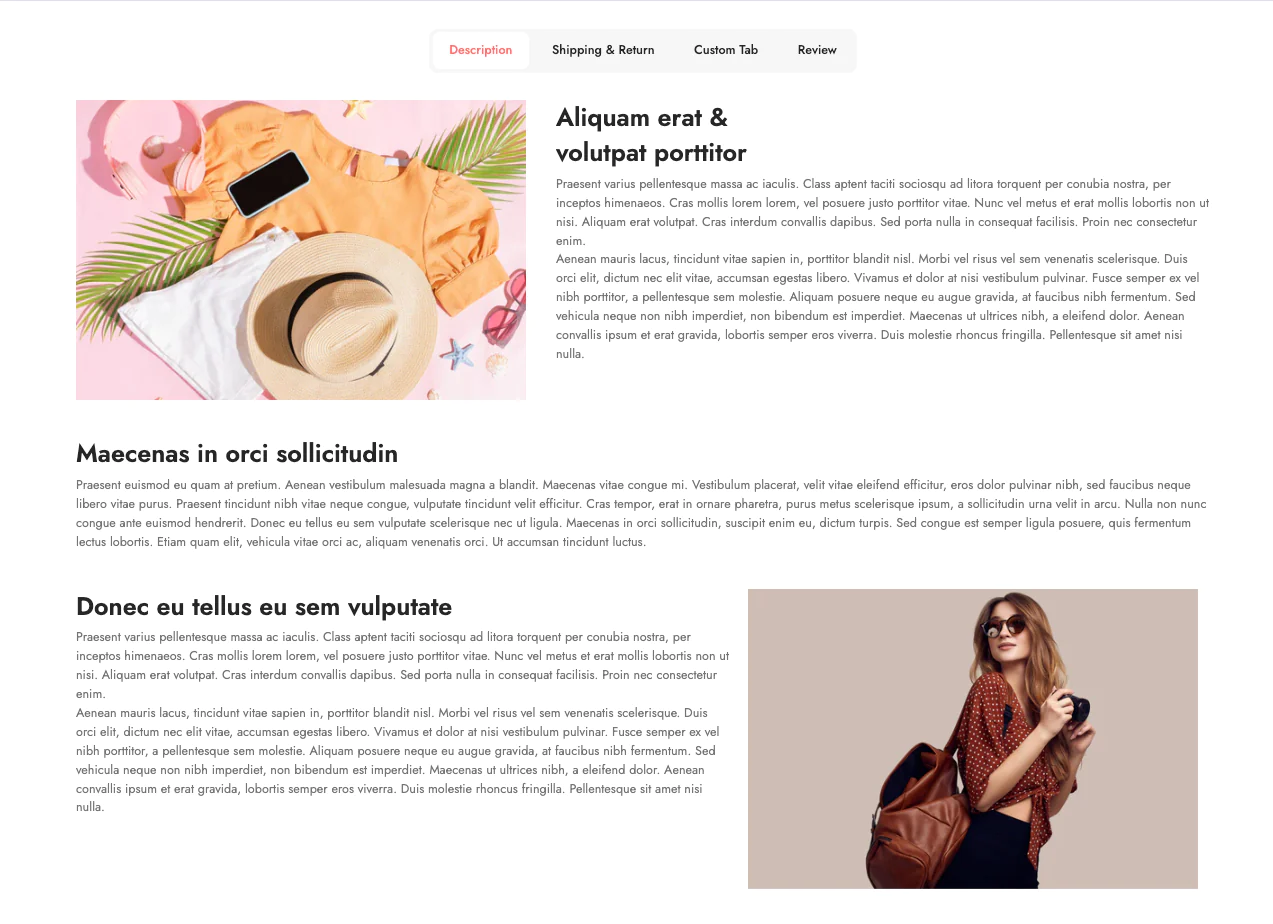 Description Shipping & Return Custom Tab Review
Aliquam erat &
volutpat porttitor
Praesent varius pellentesque massa ac iaculis. Class aptent taciti sociosqu ad litora torquent per conubia nostra, per
inceptos himenaeos. Cras mollis lorem lorem, vel posuere justo porttitor vitae. Nunc vel metus et erat mollis lobortis non ut
nisi. Aliquam erat volutpat. Cras interdum convallis dapibus. Sed porta nulla in consequat facilisis. Proin nec consectetur
enim.
Aenean mauris lacus, tincidunt vitae sapien in, porttitor blandit nisl. Morbi vel risus vel sem venenatis scelerisque. Duis
orci elit, dictum nec elit vitae, accumsan egestas libero. Vivamus et dolor at nisi vestibulum pulvinar. Fusce semper ex vel
nibh porttitor, a pellentesque sem molestie. Aliquam posuere neque eu augue gravida, at faucibus nibh fermentum. Sed
vehicula neque non nibh imperdiet, non bibendum est imperdiet. Maecenas ut ultrices nibh, a eleifend dolor. Aenean
convallis ipsum et erat gravida, lobortis semper eros viverra. Duis molestie rhoncus fringilla. Pellentesque sit amet nisi
nulla.
Maecenas in orci sollicitudin
Praesent euismod eu quam at pretium. Aenean vestibulum malesuada magna a blandit. Maecenas vitae congue mi. Vestibulum placerat, velit vitae eleifend efficitur, eros dolor pulvinar nibh, sed faucibus neque
libero vitae purus. Praesent tincidunt nibh vitae neque congue, vulputate tincidunt velit efficitur. Cras tempor, erat in ornare pharetra, purus metus scelerisque ipsum, a sollicitudin urna velit in arcu. Nulla non nunc
congue ante euismod hendrerit. Donec eu tellus eu sem vulputate scelerisque nec ut ligula. Maecenas in orci sollicitudin, suscipit enim eu, dictum turpis. Sed congue est semper ligula posuere, quis fermentum
lectus lobortis. Etiam quam elit, vehicula vitae orci ac, aliquam venenatis orci. Ut accumsan tincidunt luctus.
Donec eu tellus eu sem vulputate
Praesent varius pellentesque massa ac iaculis. Class aptent taciti sociosqu ad litora torquent per conubia nostra, per
inceptos himenaeos. Cras mollis lorem lorem, vel posuere justo porttitor vitae. Nunc vel metus et erat mollis lobortis non ut
nisi. Aliquam erat volutpat. Cras interdum convallis dapibus. Sed porta nulla in consequat facilisis. Proin nec consectetur
enim.
Aenean mauris lacus, tincidunt vitae sapien in, porttitor blandit nisl. Morbi vel risus vel sem venenatis scelerisque. Duis
orci elit, dictum nec elit vitae, accumsan egestas libero. Vivamus et dolor at nisi vestibulum pulvinar. Fusce semper ex vel
nibh porttitor, a pellentesque sem molestie. Aliquam posuere neque eu augue gravida, at faucibus nibh fermentum. Sed
vehicula neque non nibh imperdiet, non bibendum est imperdiet. Maecenas ut ultrices nibh, a eleifend dolor. Aenean
convallis ipsum et erat gravida, lobortis semper eros viverra. Duis molestie rhoncus fringilla. Pellentesque sit amet nisi
nulla.